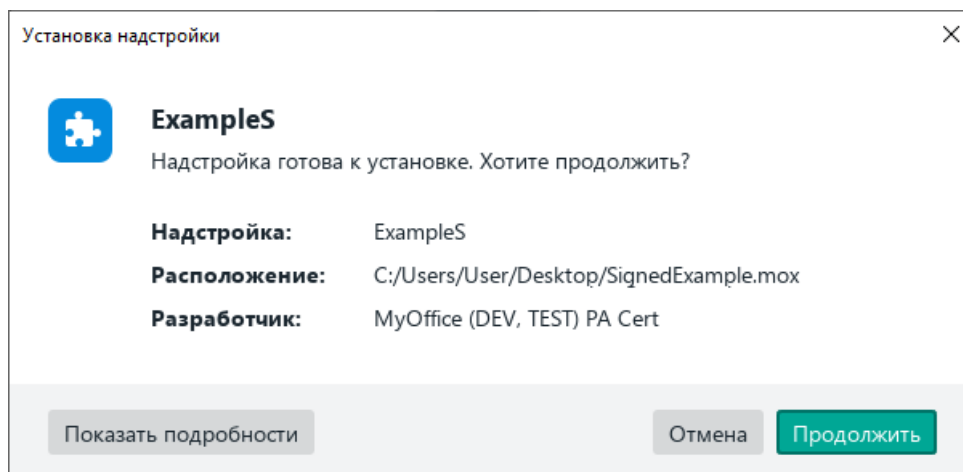 Установка надстройки
ExampleS
Надстройка готова к установке. Хотите продолжить?
Надстройка: ExampleS
Расположение: C:/Users/User/Desktop/SignedExample.mox
Разработчик: MyOffice (DEV, TEST) PA Cert
Показать подробности Отмена Продолжить